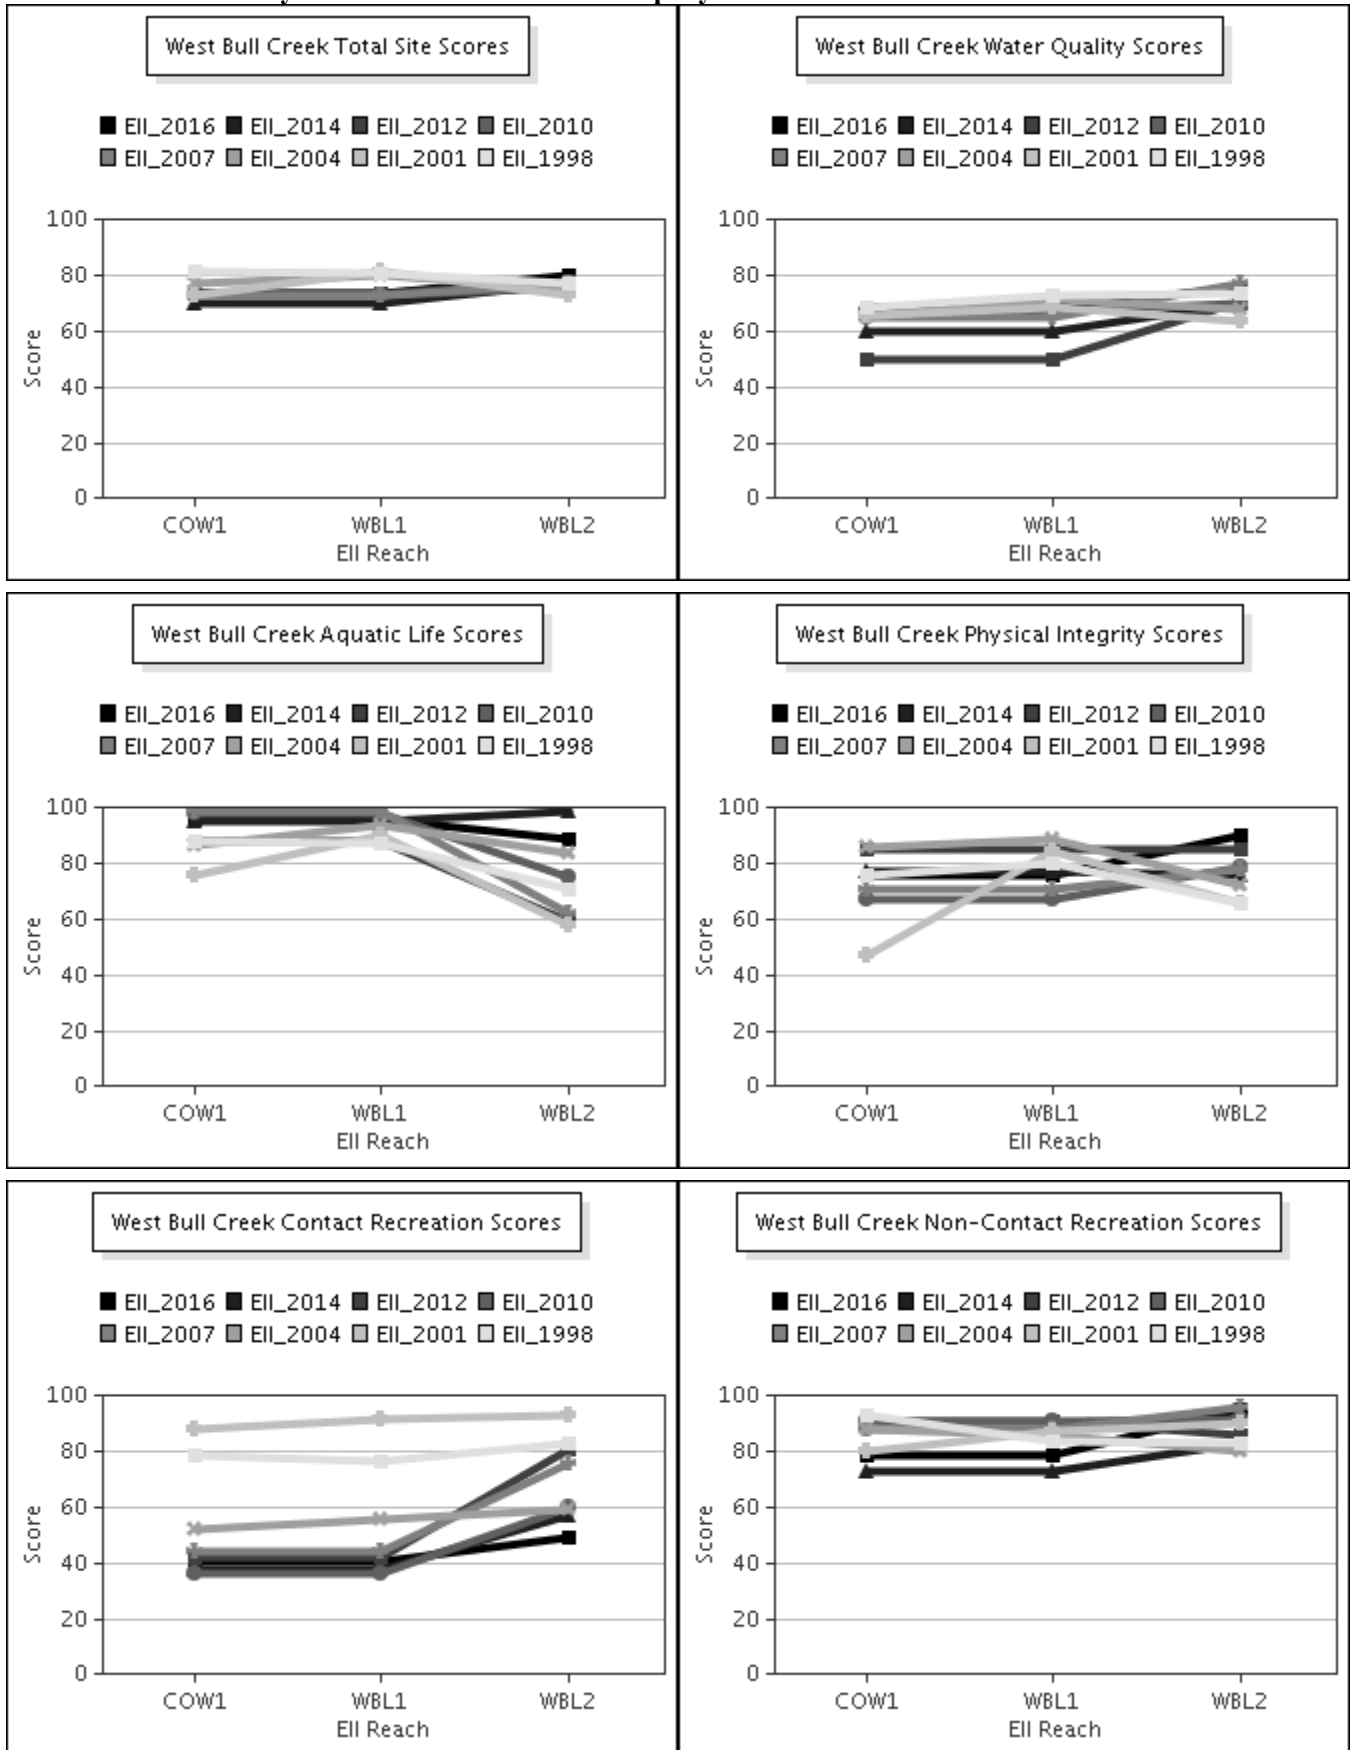 West Bull Creek Total Site Scores
EII_2016 EII_2014 EII_2012 EII_2010
EII_2007 EII_2004 EII_2001 EII_1998
100
80
60
40
20
0
Score
COW1 WBL1 WBL2
EII Reach
West Bull Creek Water Quality Scores
EII_2016 EII_2014 EII_2012 EII_2010
EII_2007 EII_2004 EII_2001 EII_1998
100
80
60
40
20
0
Score
COW1 WBL1 WBL2
EII Reach
West Bull Creek Aquatic Life Scores
EII_2016 EII_2014 EII_2012 EII_2010
EII_2007 EII_2004 EII_2001 EII_1998
100
80
60
40
20
0
Score
COW1 WBL1 WBL2
EII Reach
West Bull Creek Physical Integrity Scores
EII_2016 EII_2014 EII_2012 EII_2010
EII_2007 EII_2004 EII_2001 EII_1998
100
80
60
40
20
0
Score
COW1 WBL1 WBL2
EII Reach
West Bull Creek Contact Recreation Scores
EII_2016 EII_2014 EII_2012 EII_2010
EII_2007 EII_2004 EII_2001 EII_1998
100
80
60
40
20
0
Score
COW1 WBL1 WBL2
EII Reach
West Bull Creek Non-Contact Recreation Scores
EII_2016 EII_2014 EII_2012 EII_2010
EII_2007 EII_2004 EII_2001 EII_1998
100
80
60
40
20
0
Score
COW1 WBL1 WBL2
EII Reach